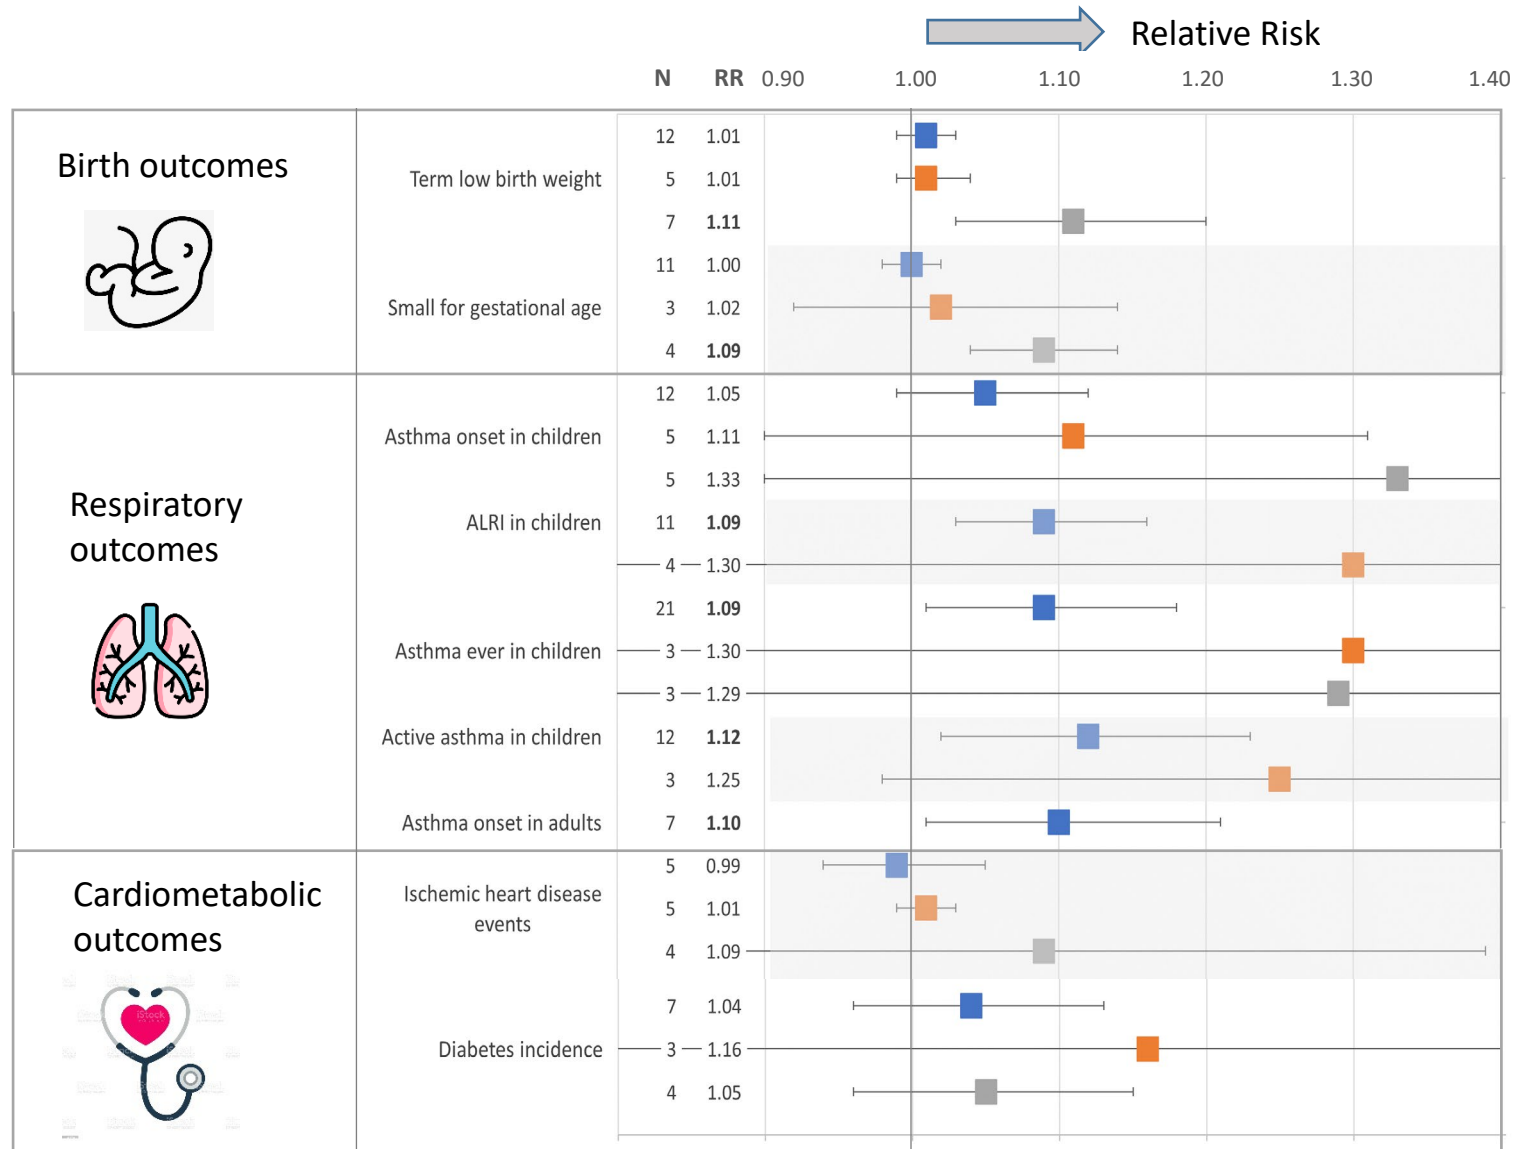 Relative Risk
N RR 0.90 1.00 1.10 1.20 1.30 1.40
Birth outcomes
Term low birth weight
12 1.01
5 1.01
7 1.11
Small for gestational age
11 1.00
3 1.02
4 1.09
Respiratory
outcomes
Asthma onset in children
12 1.05
5 1.11
5 1.33
ALRI in children
11 1.09
4 1.30
Asthma ever in children
21 1.09
3 1.30
3 1.29
Active asthma in children
12 1.12
3 1.25
Asthma onset in adults
7 1.10
Cardiometabolic
outcomes
iStock
Ischemic heart disease
events
5 0.99
5 1.01
4 1.09
Diabetes incidence
7 1.04
3 1.16
4 1.05